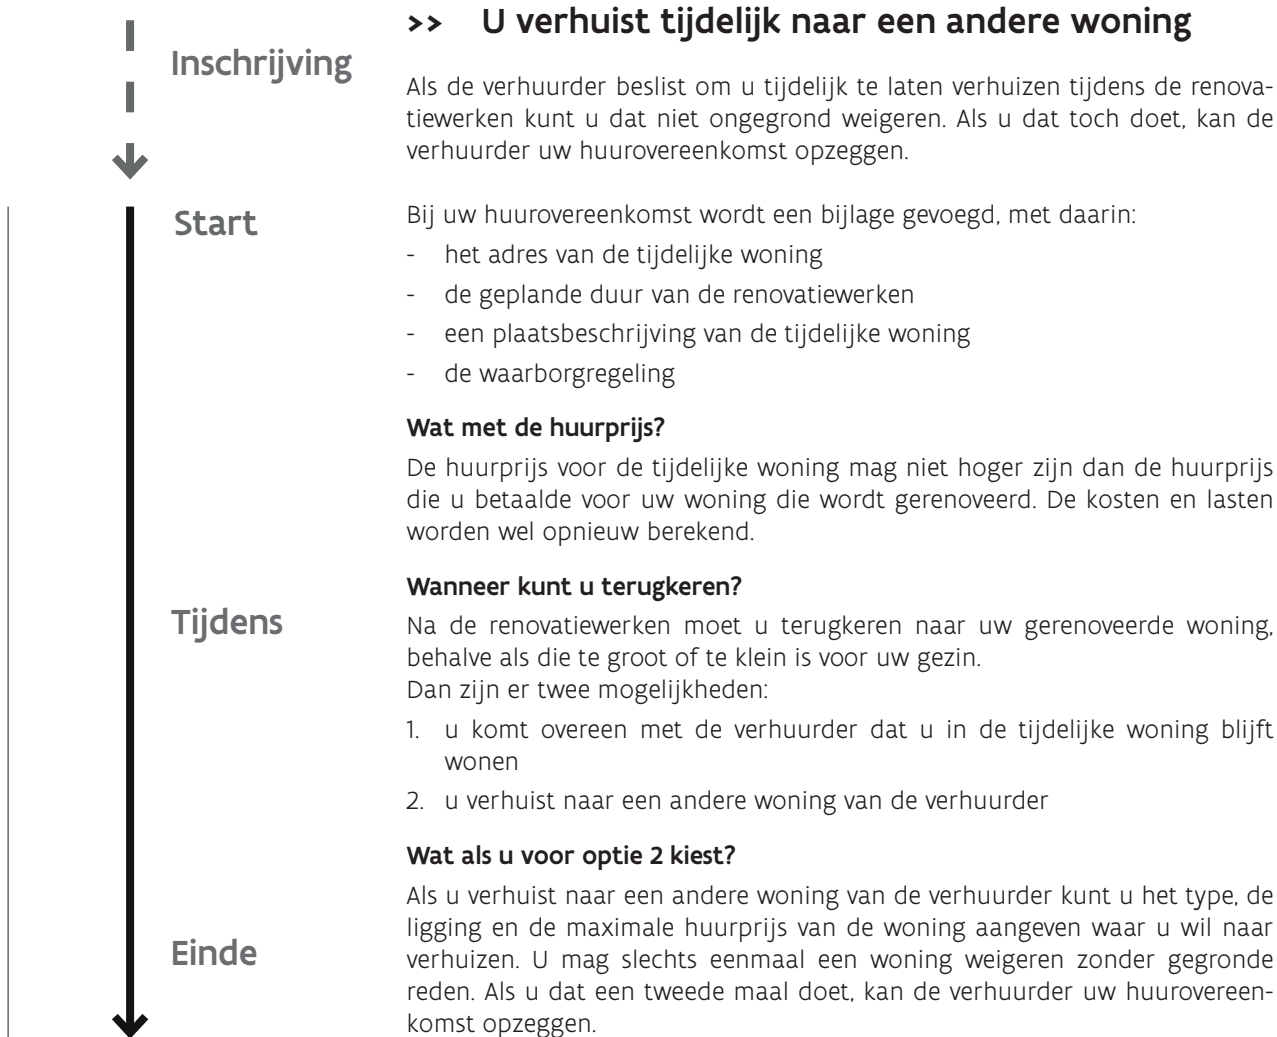 >> U verhuist tijdelijk naar een andere woning
Inschrijving
Als de verhuurder beslist om u tijdelijk te laten verhuizen tijdens de renova-
tiewerken kunt u dat niet ongegrond weigeren. Als u dat toch doet, kan de
verhuurder uw huurovereenkomst opzeggen.
Start
Bij uw huurovereenkomst wordt een bijlage gevoegd, met daarin:
- het adres van de tijdelijke woning
- de geplande duur van de renovatiewerken
- een plaatsbeschrijving van de tijdelijke woning
- de waarborgregeling
Wat met de huurprijs?
De huurprijs voor de tijdelijke woning mag niet hoger zijn dan de huurprijs
die u betaalde voor uw woning die wordt gerenoveerd. De kosten en lasten
worden wel opnieuw berekend.
Wanneer kunt u terugkeren?
Tijdens
Na de renovatiewerken moet u terugkeren naar uw gerenoveerde woning,
behalve als die te groot of te klein is voor uw gezin.
Dan zijn er twee mogelijkheden:
1. u komt overeen met de verhuurder dat u in de tijdelijke woning blijft
wonen
2. u verhuist naar een andere woning van de verhuurder
Wat als u voor optie 2 kiest?
Als u verhuist naar een andere woning van de verhuurder kunt u het type, de
ligging en de maximale huurprijs van de woning aangeven waar u wil naar
Einde
verhuizen. U mag slechts eenmaal een woning weigeren zonder gegronde
reden. Als u dat een tweede maal doet, kan de verhuurder uw huurovereen-
komst opzeggen.